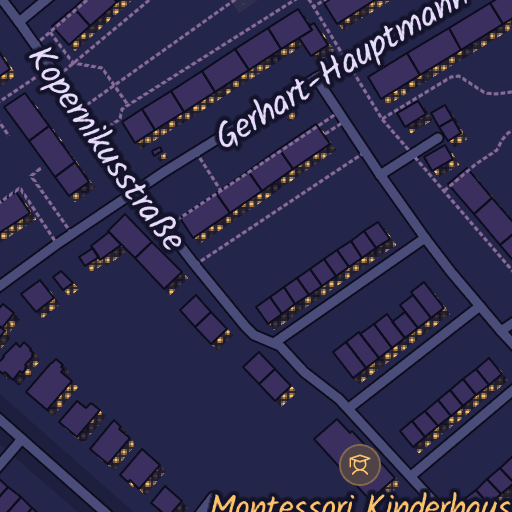 Gerhart-Hauptmann
Kopernikusstraße
Montessori Kinderhaus